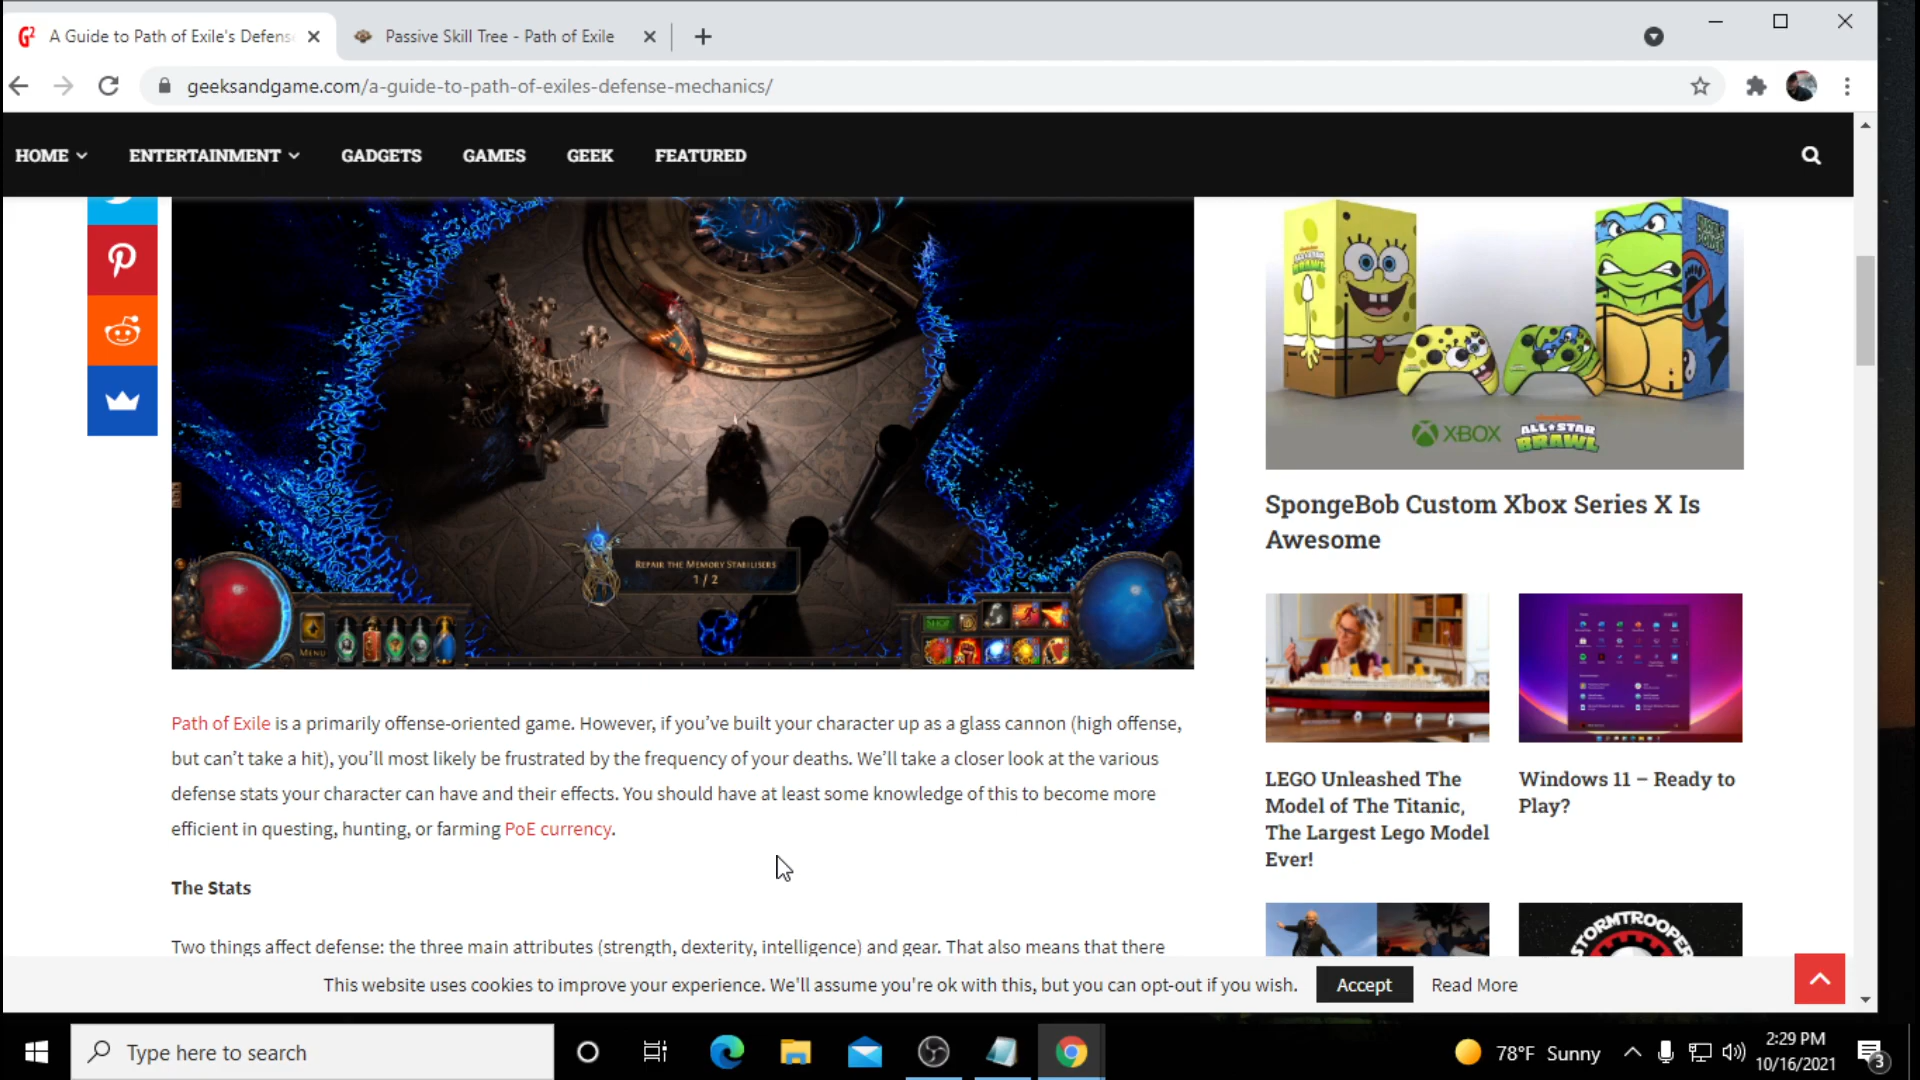 A Guide to Path of Exile's Defens
Passive Skill Tree - Path of Exile
geeksandgame.com/a-guide-to-path-of-exiles-defense-mechanics/
HOME
ENTERTAINMENT
GADGETS
GAMES
GEEK
FEATURED
REPAIR THE MEMORY STABILISERS
1 / 2
MENU
SHOP
Path of Exile is a primarily offense-oriented game. However, if you've built your character up as a glass cannon (high offense,
but can't take a hit), you'll most likely be frustrated by the frequency of your deaths. We'll take a closer look at the various
defense stats your character can have and their effects. You should have at least some knowledge of this to become more
efficient in questing, hunting, or farming PoE currency.
The Stats
Two things affect defense: the three main attributes (strength, dexterity, intelligence) and gear. That also means that there
XBOX
ALL★STAR
BRAWL
SpongeBob Custom Xbox Series X Is
Awesome
LEGO Unleashed The
Model of The Titanic,
The Largest Lego Model
Ever!
Windows 11 – Ready to
Play?
STORMTROOPER
This website uses cookies to improve your experience. We'll assume you're ok with this, but you can opt-out if you wish.
Accept
Read More
Type here to search
78°F Sunny
2:29 PM
10/16/2021
3